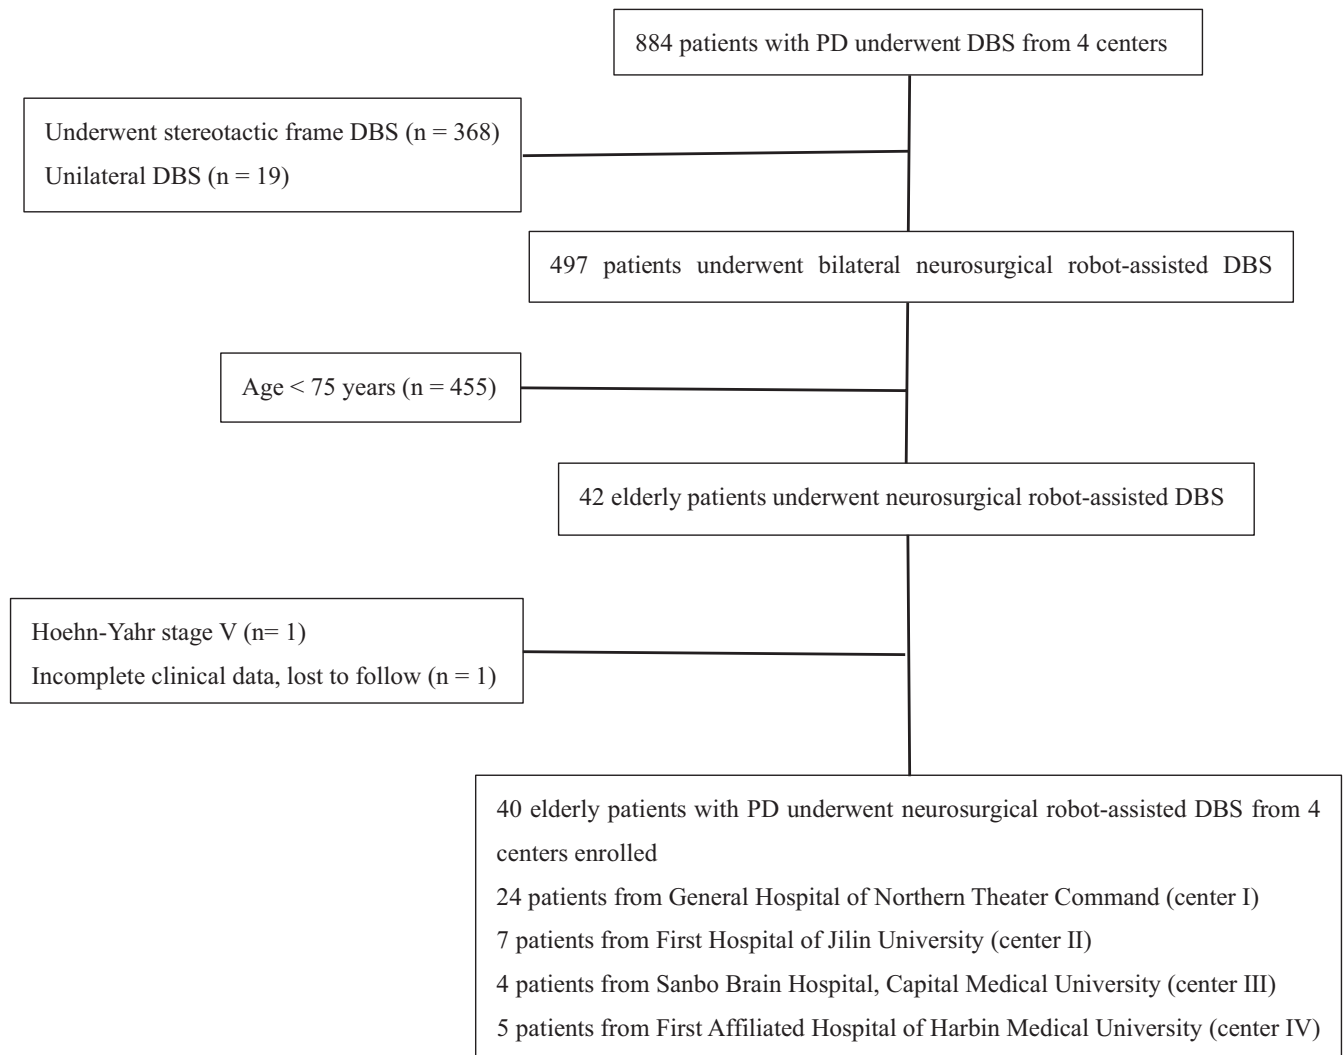 884 patients with PD underwent DBS from 4 centers
Underwent stereotactic frame DBS (n = 368)
Unilateral DBS (n = 19)
497 patients underwent bilateral neurosurgical robot-assisted DBS
Age < 75 years (n = 455)
42 elderly patients underwent neurosurgical robot-assisted DBS
Hoehn-Yahr stage V (n= 1)
Incomplete clinical data, lost to follow (n = 1)
40 elderly patients with PD underwent neurosurgical robot-assisted DBS from 4
centers enrolled
24 patients from General Hospital of Northern Theater Command (center I)
7 patients from First Hospital of Jilin University (center II)
4 patients from Sanbo Brain Hospital, Capital Medical University (center III)
5 patients from First Affiliated Hospital of Harbin Medical University (center IV)